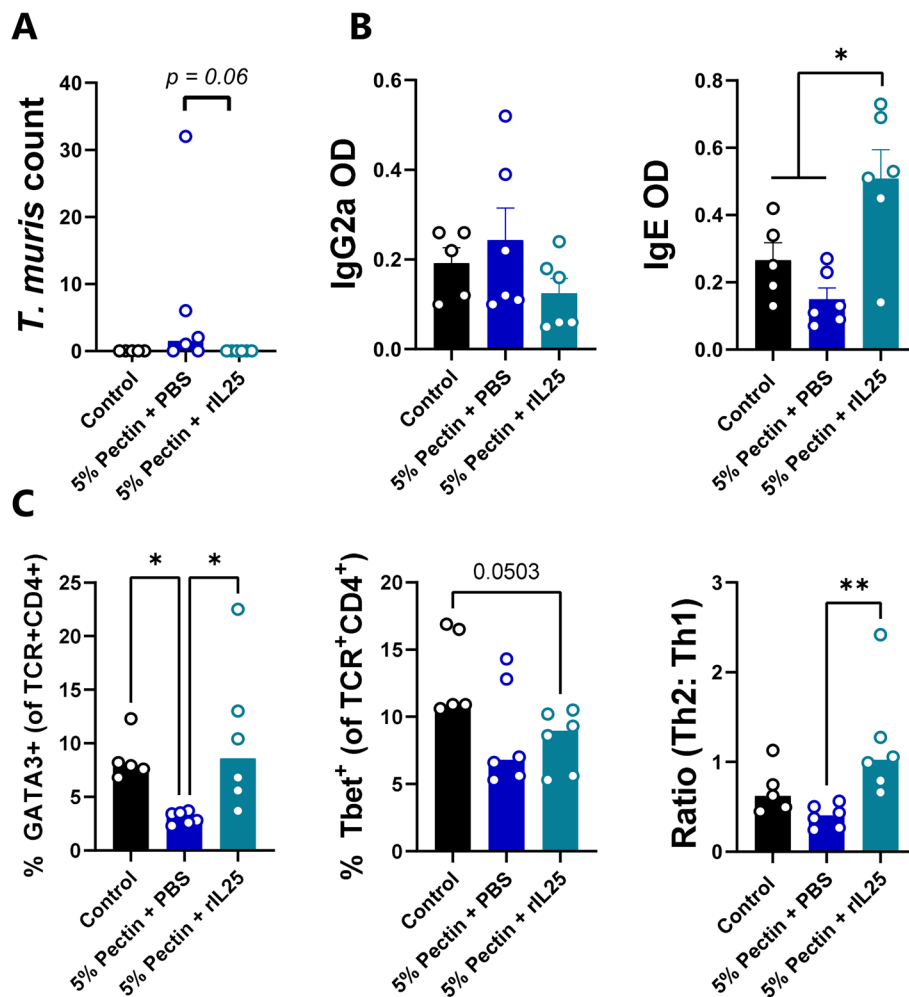 A
T. muris count
40
30
20
10
0
p = 0.06
Control
5% Pectin + PBS
5% Pectin + rIL25
B
IgG2a OD
0.6
0.4
0.2
0.0
Control
5% Pectin + PBS
5% Pectin + rIL25
IgE OD
0.8
0.6
0.4
0.2
0.0
*
Control
5% Pectin + PBS
5% Pectin + rIL25
C
% GATA3+ (of TCR+CD4+)
25
20
15
10
5
0
* *
Control
5% Pectin + PBS
5% Pectin + rIL25
% Tbet⁺ (of TCR⁺CD4⁺)
20
15
10
5
0
0.0503
Control
5% Pectin + PBS
5% Pectin + rIL25
Ratio (Th2: Th1)
3
2
1
0
**
Control
5% Pectin + PBS
5% Pectin + rIL25